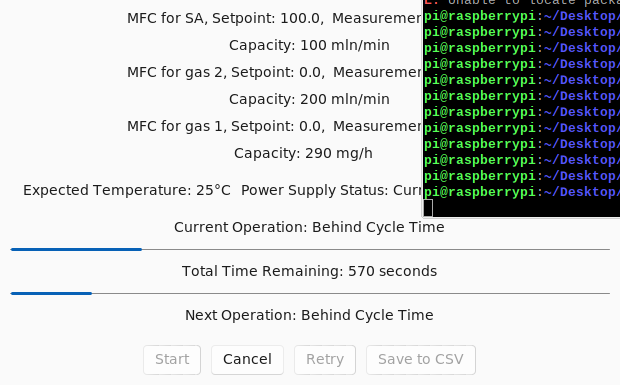 MFC for SA, Setpoint: 100.0, Measuremen
Capacity: 100 mln/min
MFC for gas 2, Setpoint: 0.0, Measuremen
Capacity: 200 mln/min
MFC for gas 1, Setpoint: 0.0, Measuremen
Capacity: 290 mg/h
Expected Temperature: 25°C Power Supply Status: Curr
Current Operation: Behind Cycle Time
Total Time Remaining: 570 seconds
Next Operation: Behind Cycle Time
Start Cancel Retry Save to CSV
E: Unable to locate packa
pi@raspberrypi:~/Desktop/
pi@raspberrypi:~/Desktop/
pi@raspberrypi:~/Desktop/
pi@raspberrypi:~/Desktop/
pi@raspberrypi:~/Desktop/
pi@raspberrypi:~/Desktop/
pi@raspberrypi:~/Desktop/
pi@raspberrypi:~/Desktop/
pi@raspberrypi:~/Desktop/
pi@raspberrypi:~/Desktop/
pi@raspberrypi:~/Desktop/
pi@raspberrypi:~/Desktop/